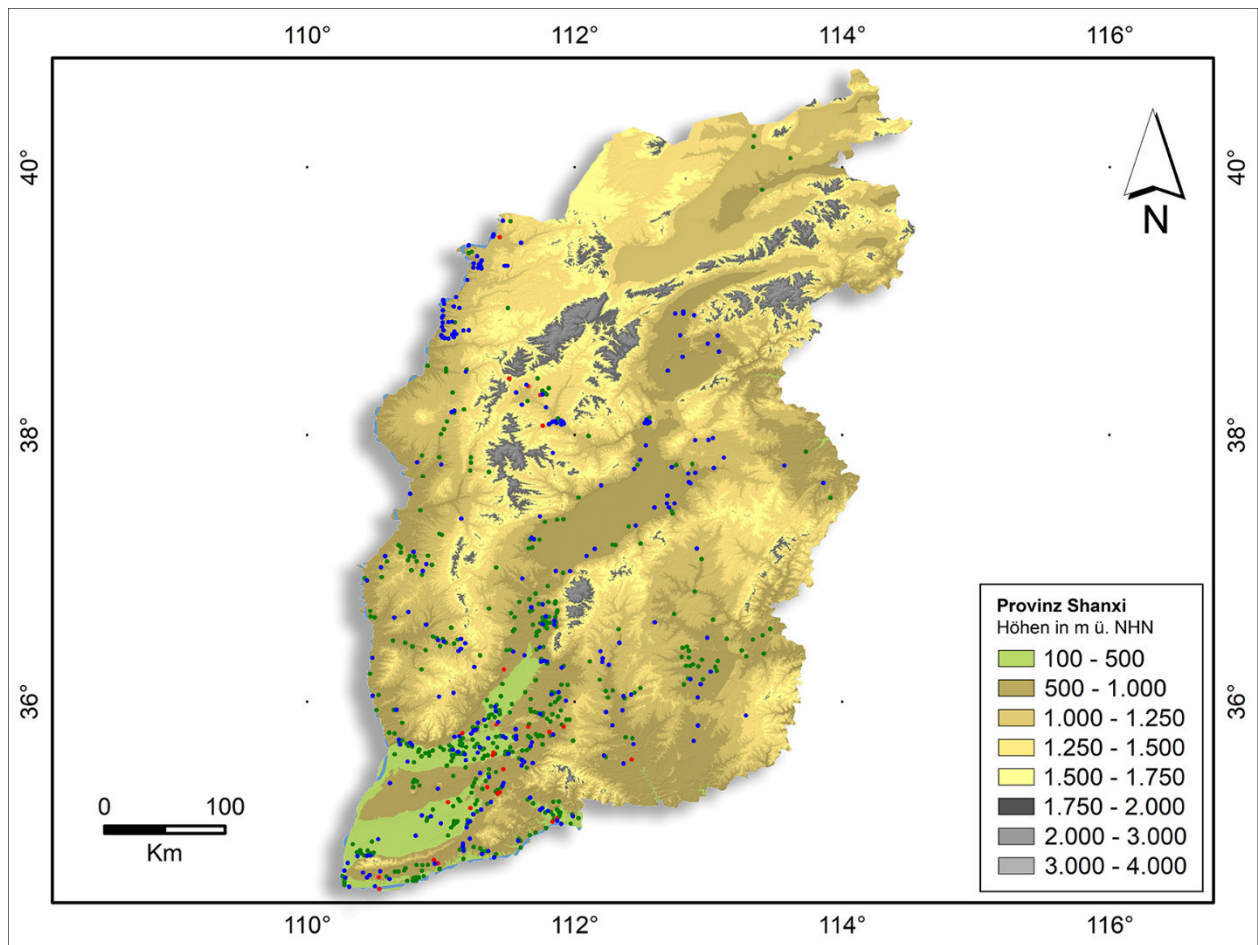 110°
112°
114°
116°
40°
40°
N
38°
38°
Provinz Shanxi
Höhen in m ü. NHN
100 - 500
500 - 1.000
1.000 - 1.250
1.250 - 1.500
1.500 - 1.750
1.750 - 2.000
2.000 - 3.000
3.000 - 4.000
36°
36°
0 100
Km
110°
112°
114°
116°